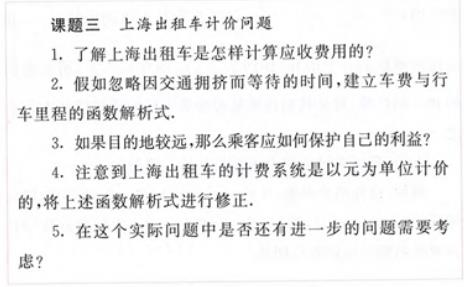 课题三 上海出租车计价问题
1. 了解上海出租车是怎样计算应收费用的?
2. 假如忽略因交通拥挤而等待的时间,建立车费与行
车里程的函数解析式.
3. 如果目的地较远,那么乘客应如何保护自己的利益?
4. 注意到上海出租车的计费系统是以元为单位计价
的,将上述函数解析式进行修正.
5. 在这个实际问题中是否还有进一步的问题需要考
虑?